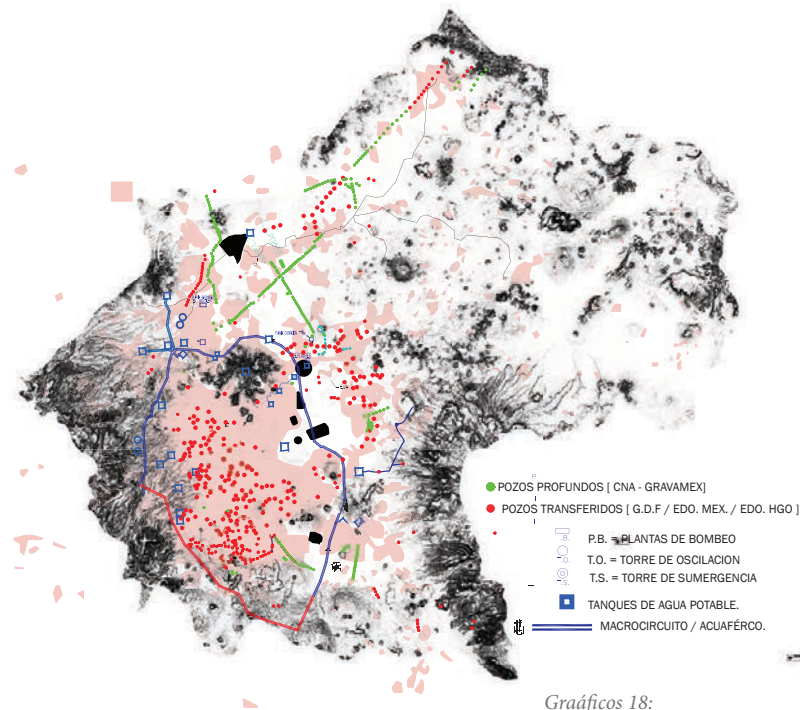 POZOS PROFUNDOS [ CNA - GRAVAMEX]
POZOS TRANSFERIDOS [ G.D.F / EDO. MEX. / EDO. HGO ]
P.B. = PLANTAS DE BOMBEO
T.O. = TORRE DE OSCILACION
T.S. = TORRE DE SUMERGENCIA
TANQUES DE AGUA POTABLE.
MACROCIRCUITO / ACUAFÉRCO.
Graáficos 18: